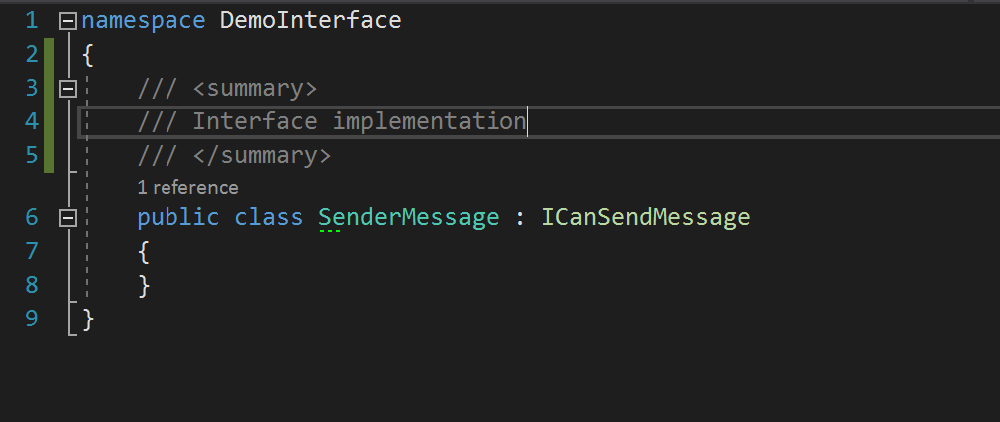 1 namespace DemoInterface
2 {
3 /// <summary>
4 /// Interface implementation
5 /// </summary>
1 reference
6 public class SenderMessage : ICanSendMessage
7 {
8 }
9 }